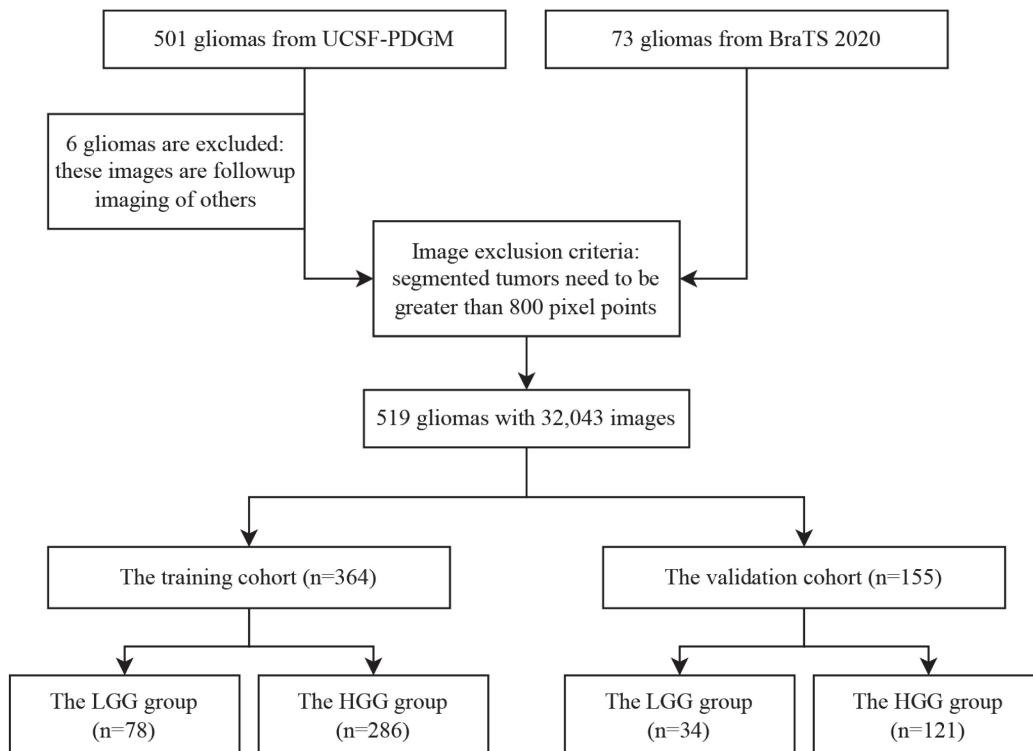 501 gliomas from UCSF-PDGM
73 gliomas from BraTS 2020
6 gliomas are excluded:
these images are followup
imaging of others
Image exclusion criteria:
segmented tumors need to be
greater than 800 pixel points
519 gliomas with 32,043 images
The training cohort (n=364)
The validation cohort (n=155)
The LGG group
(n=78)
The HGG group
(n=286)
The LGG group
(n=34)
The HGG group
(n=121)